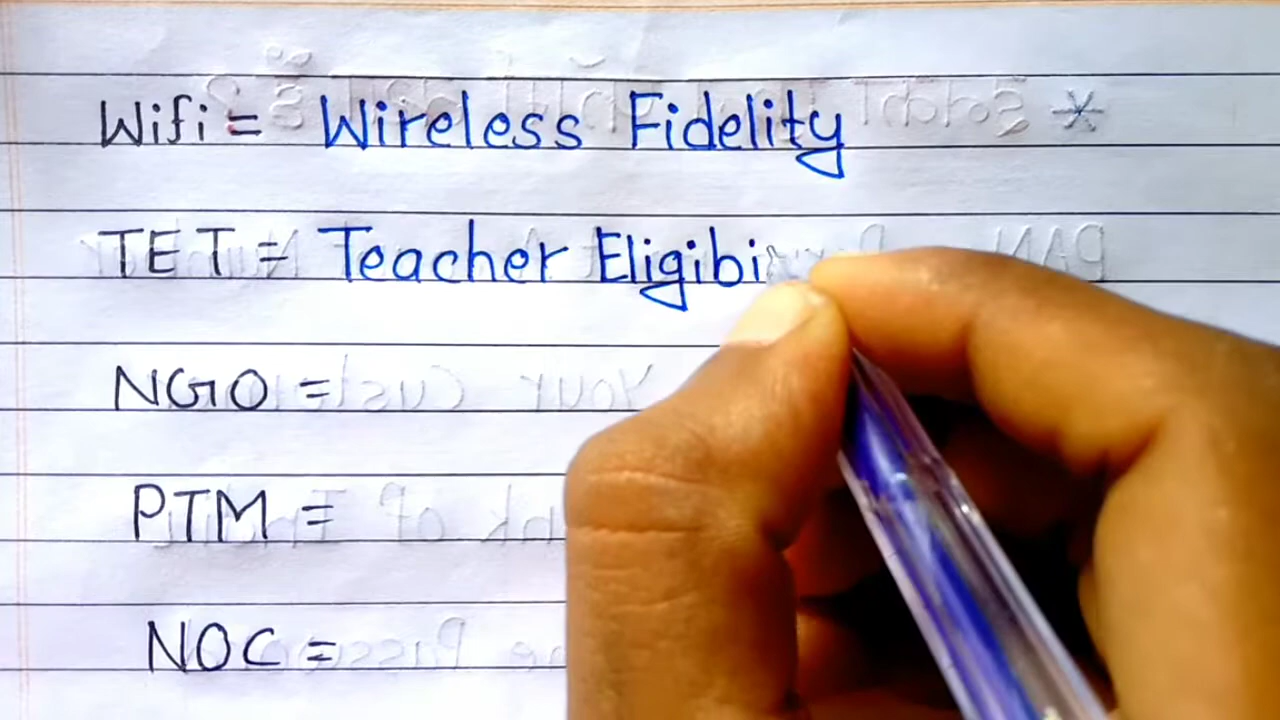 Wifi = Wireless Fidelity
TET = Teacher Eligibi
NGO =
PTM =
NOC =